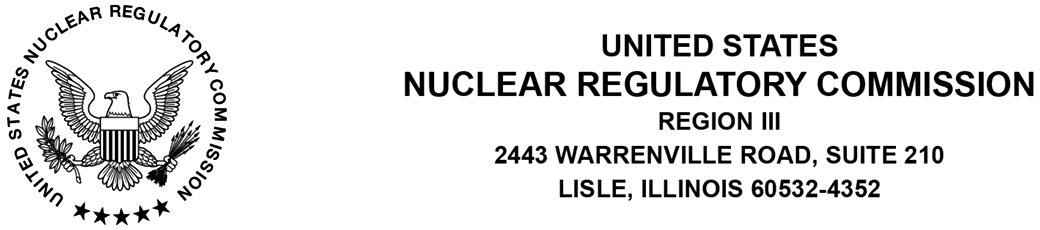 UNITED STATES NUCLEAR REGULATORY COMMISSION
UNITED STATES
NUCLEAR REGULATORY COMMISSION
REGION III
2443 WARRENVILLE ROAD, SUITE 210
LISLE, ILLINOIS 60532-4352